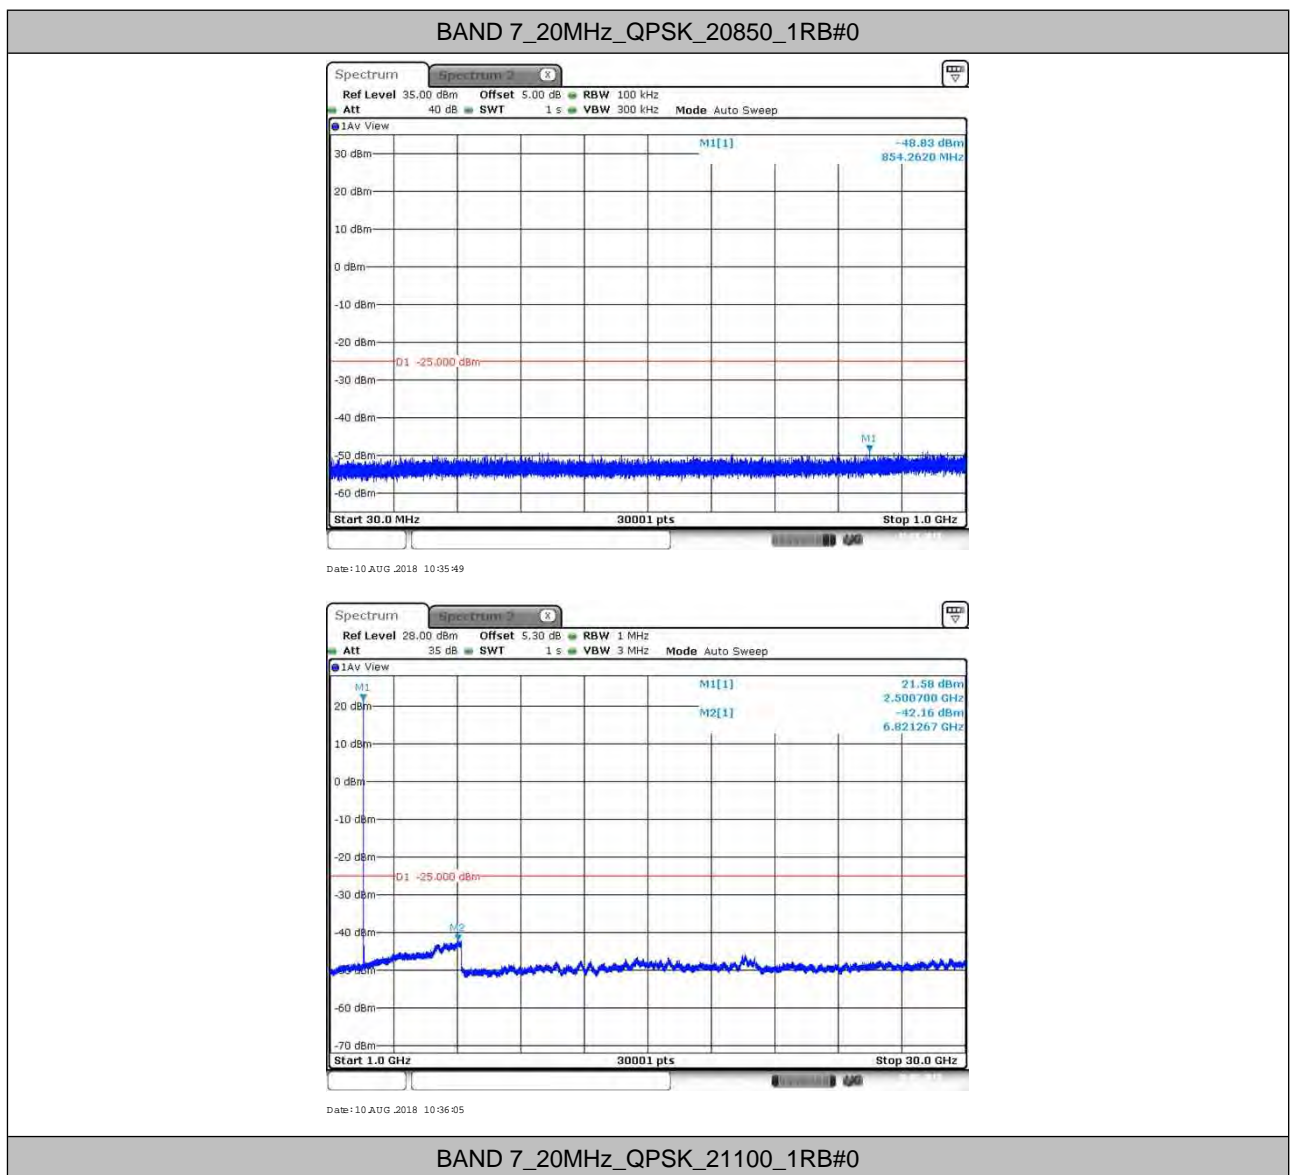 BAND 7_20MHz_QPSK_20850_1RB#0
Spectrum Spectrum 2 X
Ref Level 35.00 dBm Offset 5.00 dB RBW 100 kHz
Att 40 dB SWT 1 s VBW 300 kHz Mode Auto Sweep
1Av View
M1[1] -48.83 dBm
854.2620 MHz
30 dBm
20 dBm
10 dBm
0 dBm
-10 dBm
-20 dBm
D1 -25.000 dBm
-30 dBm
-40 dBm
M1
-50 dBm
-60 dBm
Start 30.0 MHz 30001 pts Stop 1.0 GHz
Date: 10.AUG.2018 10:35:49
Spectrum Spectrum 2 X
Ref Level 28.00 dBm Offset 5.30 dB RBW 1 MHz
Att 35 dB SWT 1 s VBW 3 MHz Mode Auto Sweep
1Av View
M1 M1[1] 21.58 dBm
2.500700 GHz
20 dBm M2[1] -42.16 dBm
6.821267 GHz
10 dBm
0 dBm
-10 dBm
-20 dBm
D1 -25.000 dBm
-30 dBm
-40 dBm M2
-60 dBm
-70 dBm
Start 1.0 GHz 30001 pts Stop 30.0 GHz
Date: 10.AUG.2018 10:36:05
BAND 7_20MHz_QPSK_21100_1RB#0